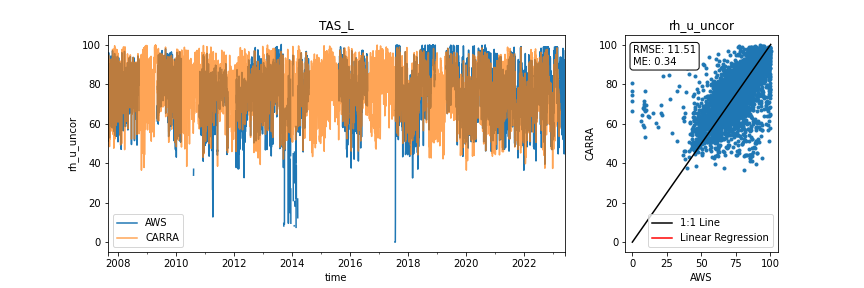 TAS_L
rh_u_uncor
100
80
60
40
20
0
2008
2010
2012
2014
2016
2018
2020
2022
time
AWS
CARRA
rh_u_uncor
CARRA
100
80
60
40
20
0
0
25
50
75
100
AWS
RMSE: 11.51
ME: 0.34
1:1 Line
Linear Regression